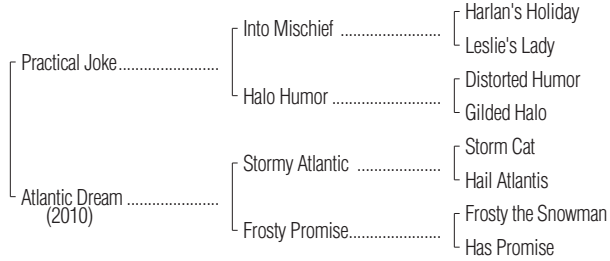 Harlan's Holiday
Into Mischief ....................
Leslie's Lady
Practical Joke....................
Distorted Humor
Halo Humor ......................
Gilded Halo
Storm Cat
Stormy Atlantic .................
Hail Atlantis
Atlantic Dream ..................
(2010)
Frosty the Snowman
Frosty Promise..................
Has Promise